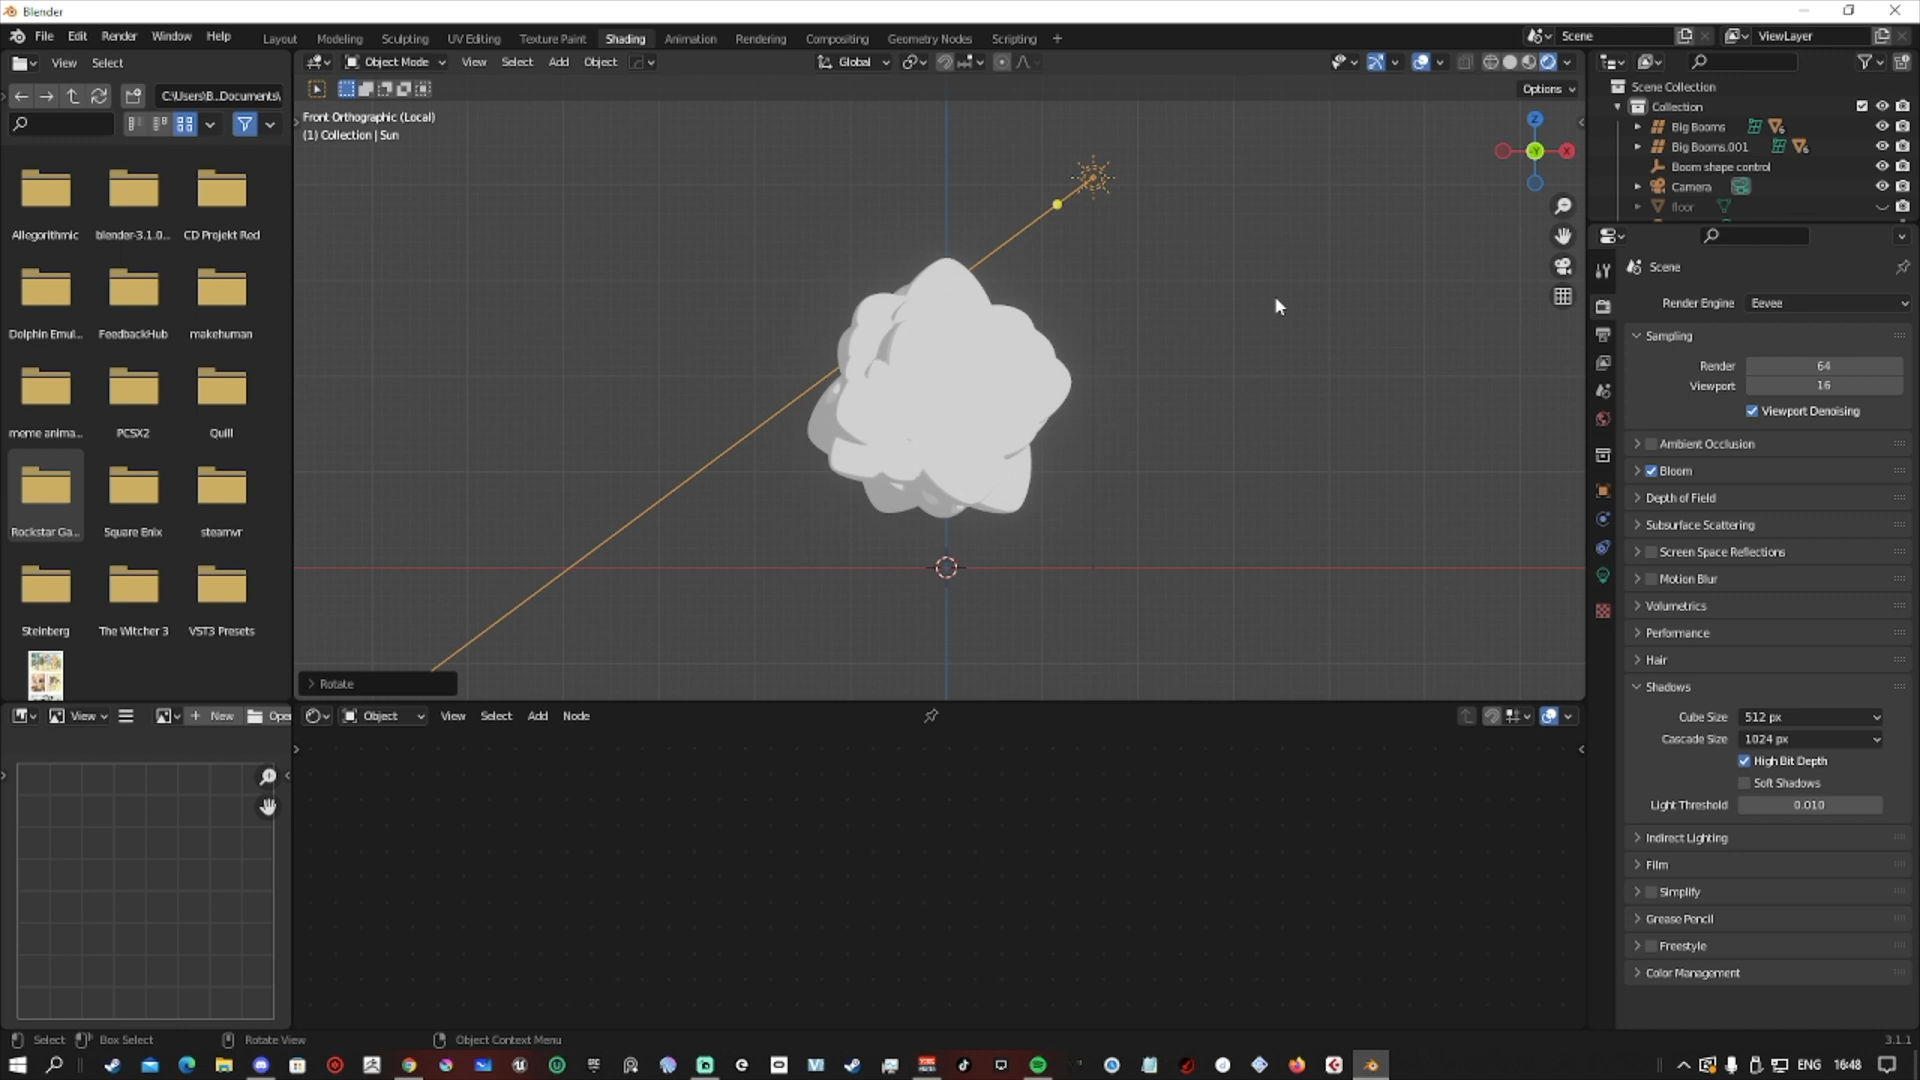 Blender
File Edit Render Window Help
Layout Modeling Sculpting UV Editing Texture Paint Shading Animation Rendering Compositing Geometry Nodes Scripting +
Scene
ViewLayer
View Select
Object Mode View Select Add Object
Global
Options
C:\Users\B...Documents\
Front Orthographic (Local)
(1) Collection | Sun
Z
-Y
X
Allegorithmic
blender-3.1.0...
CD Projekt Red
Dolphin Emul...
FeedbackHub
makehuman
meme anima...
PCSX2
Quill
Rockstar Ga...
Square Enix
steamvr
Steinberg
The Witcher 3
VST3 Presets
Rotate
Scene Collection
Collection
Big Booms
Big Booms.001
Boom shape control
Camera
floor
Scene
Render Engine Eevee
Sampling
Render 64
Viewport 16
Viewport Denoising
Ambient Occlusion
Bloom
Depth of Field
Subsurface Scattering
Screen Space Reflections
Motion Blur
Volumetrics
Performance
Hair
Shadows
Cube Size 512 px
Cascade Size 1024 px
High Bit Depth
Soft Shadows
Light Threshold 0.010
Indirect Lighting
Film
Simplify
Grease Pencil
Freestyle
Color Management
View + New Open
Object View Select Add Node
Select Box Select Rotate View Object Context Menu
3.1.1
ENG 16:48